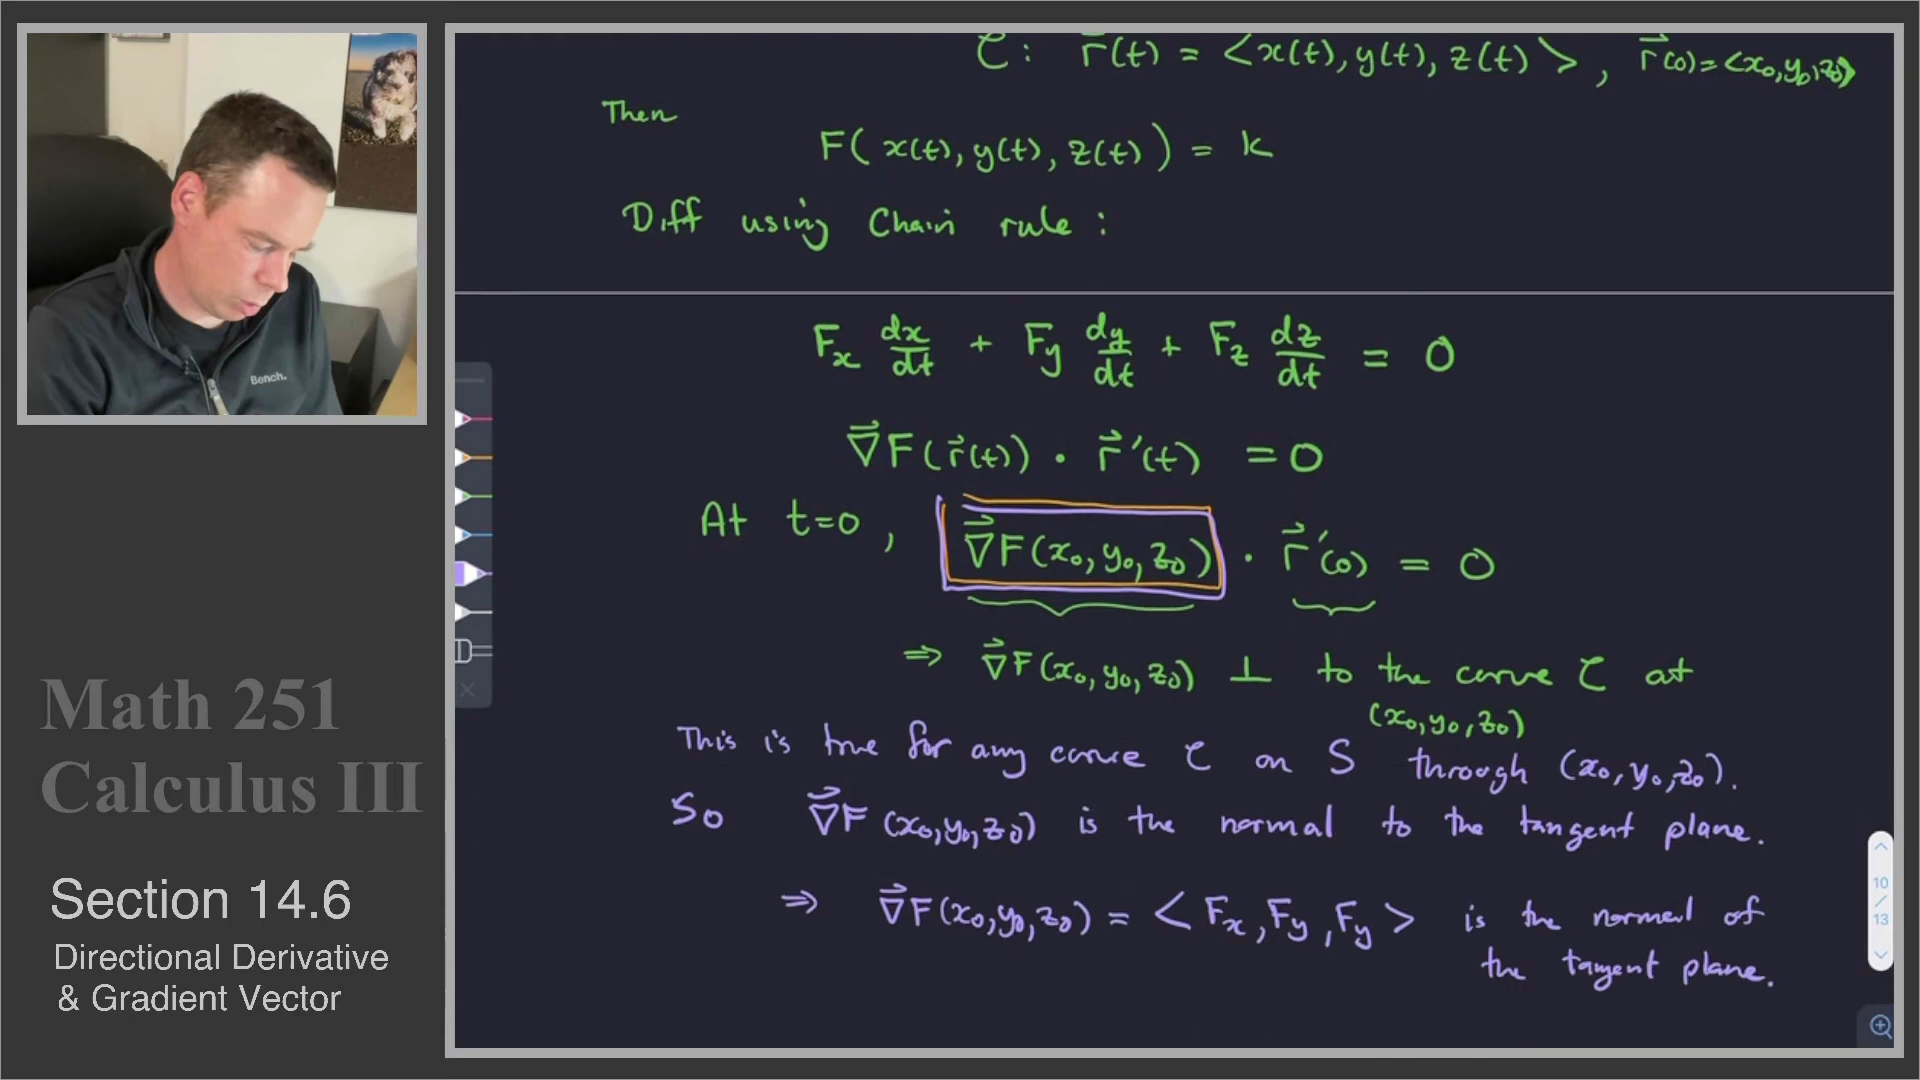 C: r⃗(t) = <x(t), y(t), z(t)>, r⃗(0)=<x₀,y₀,z₀>
Then
F( x(t), y(t), z(t) ) = k
Diff using Chain rule :
Fₓ dx/dt + F_y dy/dt + F_z dz/dt = 0
∇⃗F(r⃗(t)) · r⃗′(t) = 0
At t=0, ∇⃗F(x₀, y₀, z₀) · r⃗′(0) = 0
⇒ ∇⃗F(x₀, y₀, z₀) ⊥ to the curve C at
(x₀, y₀, z₀)
This is true for any curve C on S through (x₀, y₀, z₀).
So ∇⃗F (x₀,y₀,z₀) is the normal to the tangent plane.
⇒ ∇⃗F(x₀,y₀,z₀) = < Fₓ, F_y, F_y > is the normal of
the tangent plane.
Bench.
Math 251
Calculus III
Section 14.6
Directional Derivative
& Gradient Vector
10
/
13